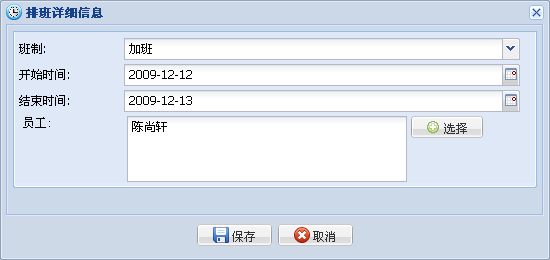 排班详细信息
班制: 加班
开始时间: 2009-12-12
结束时间: 2009-12-13
员工: 陈尚轩 选择
保存 取消